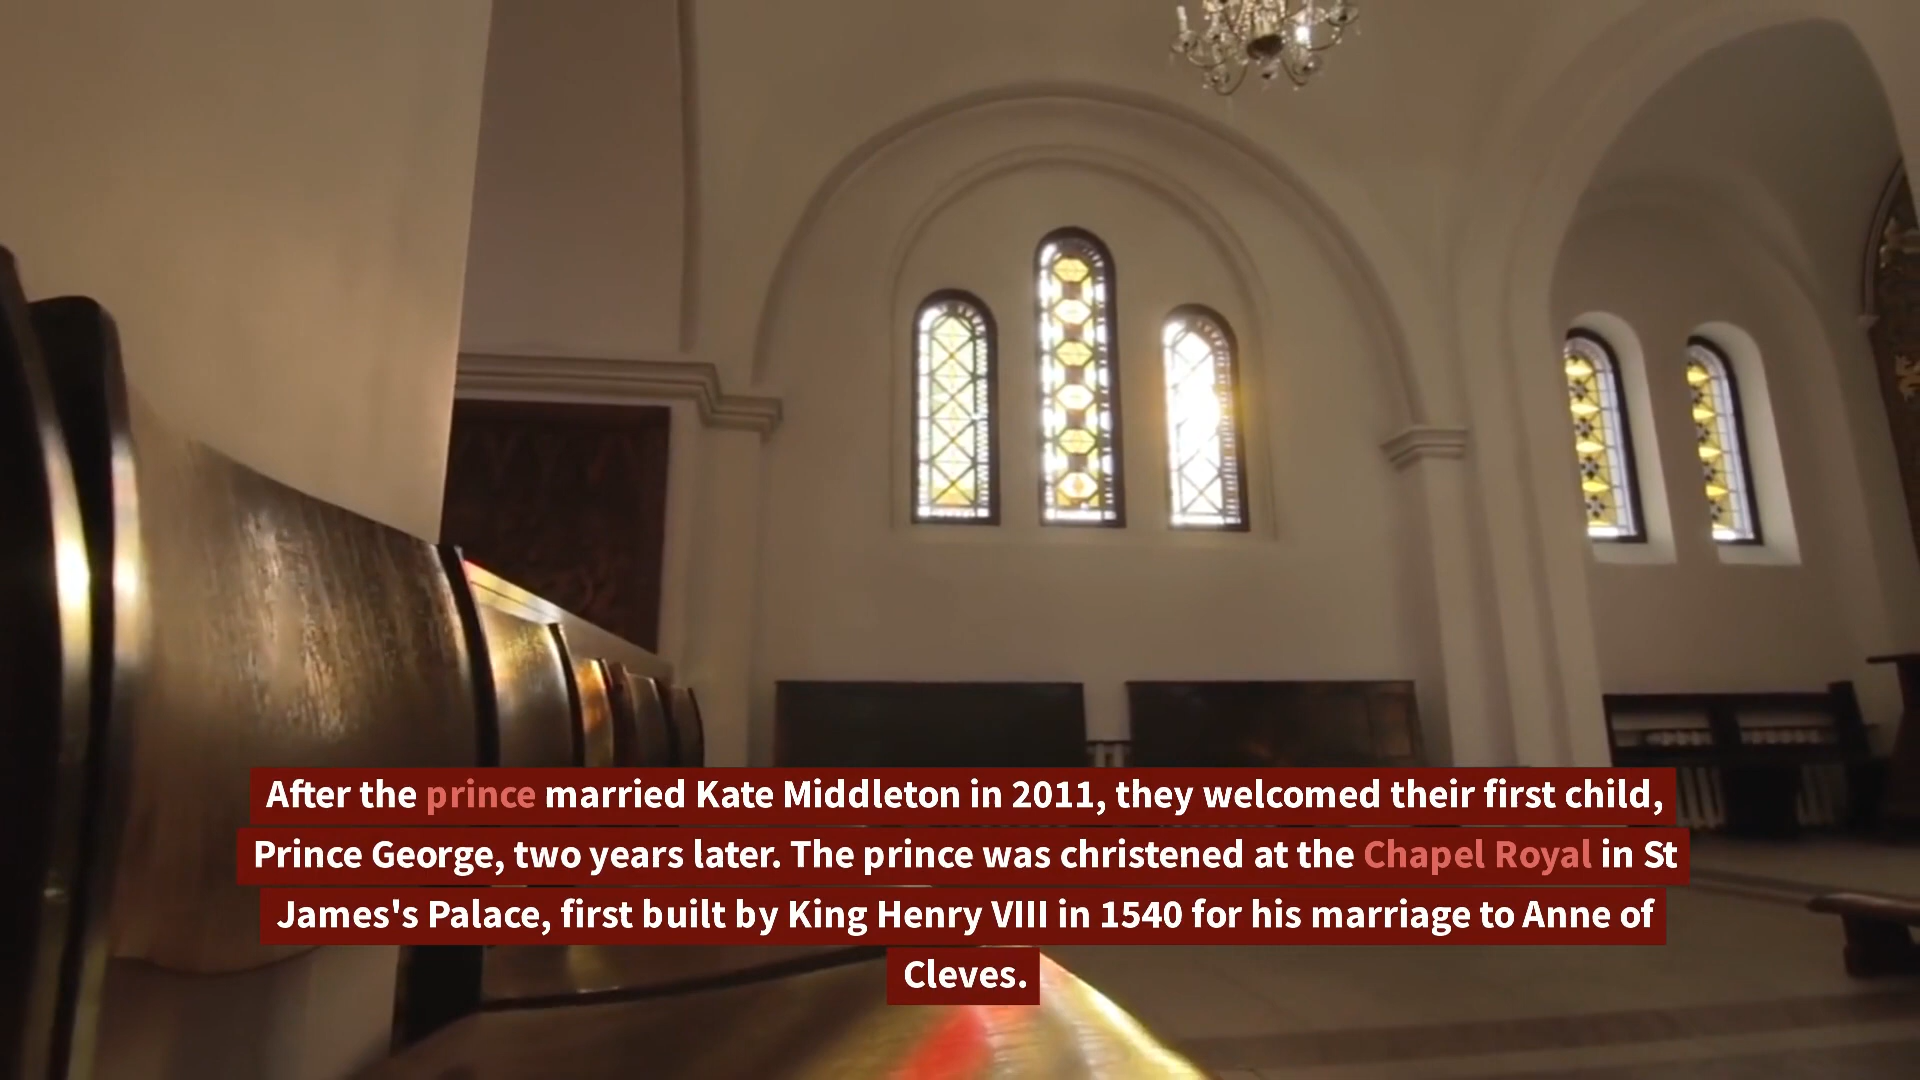 After the prince married Kate Middleton in 2011, they welcomed their first child,
Prince George, two years later. The prince was christened at the Chapel Royal in St
James's Palace, first built by King Henry VIII in 1540 for his marriage to Anne of
Cleves.